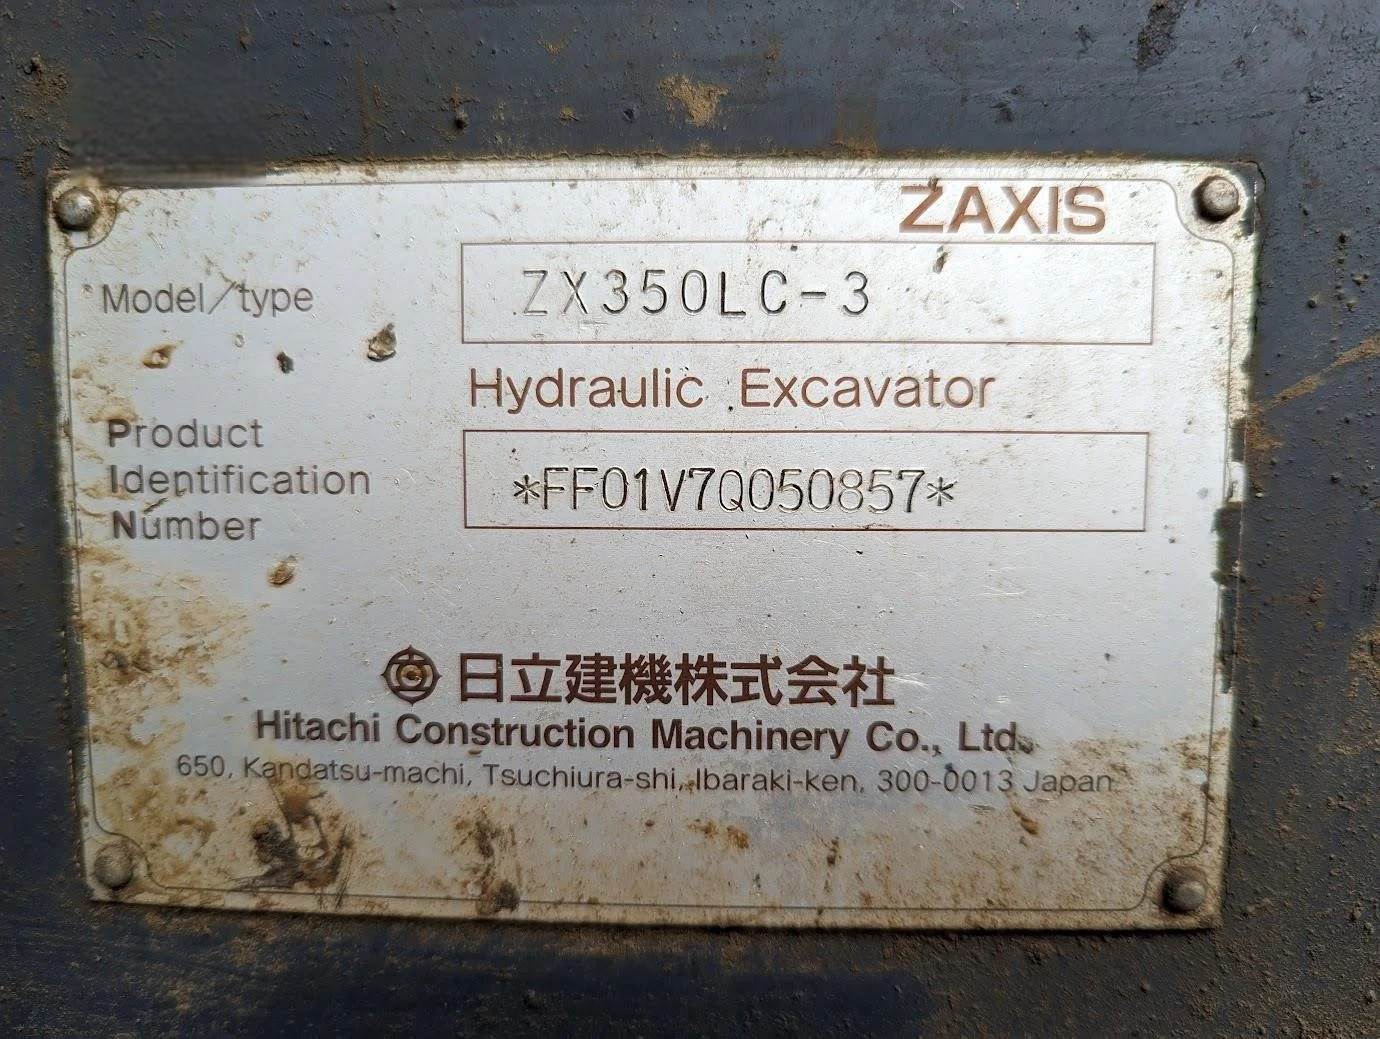 ZAXIS
Model/type
ZX350LC-3
Hydraulic Excavator
Product
Identification
Number
*FF01V7Q050857*
日立建機株式会社
Hitachi Construction Machinery Co., Ltd.
650, Kandatsu-machi, Tsuchiura-shi, Ibaraki-ken, 300-0013 Japan